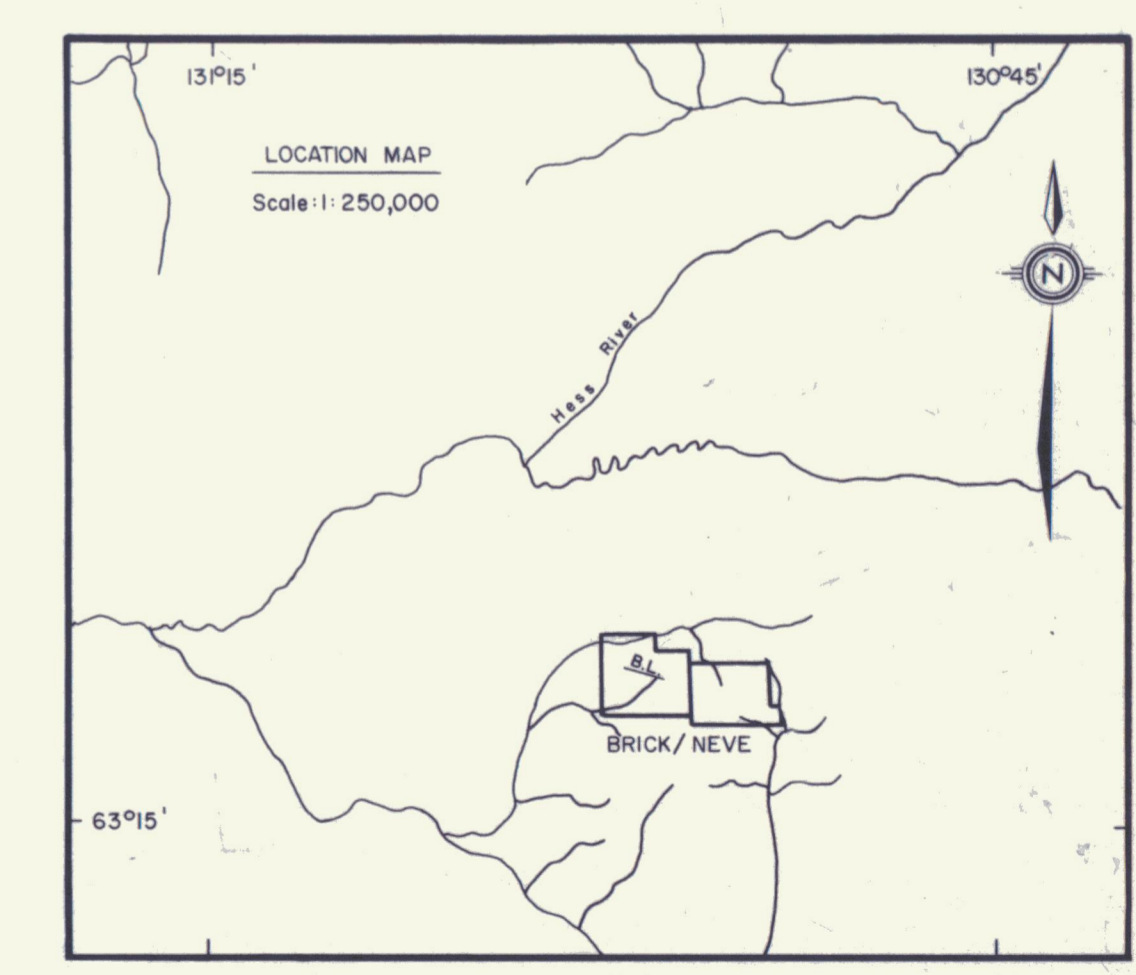 131°15'
130°45'
LOCATION MAP
Scale:1:250,000
N
Hess River
B.L.
BRICK/NEVE
63°15'